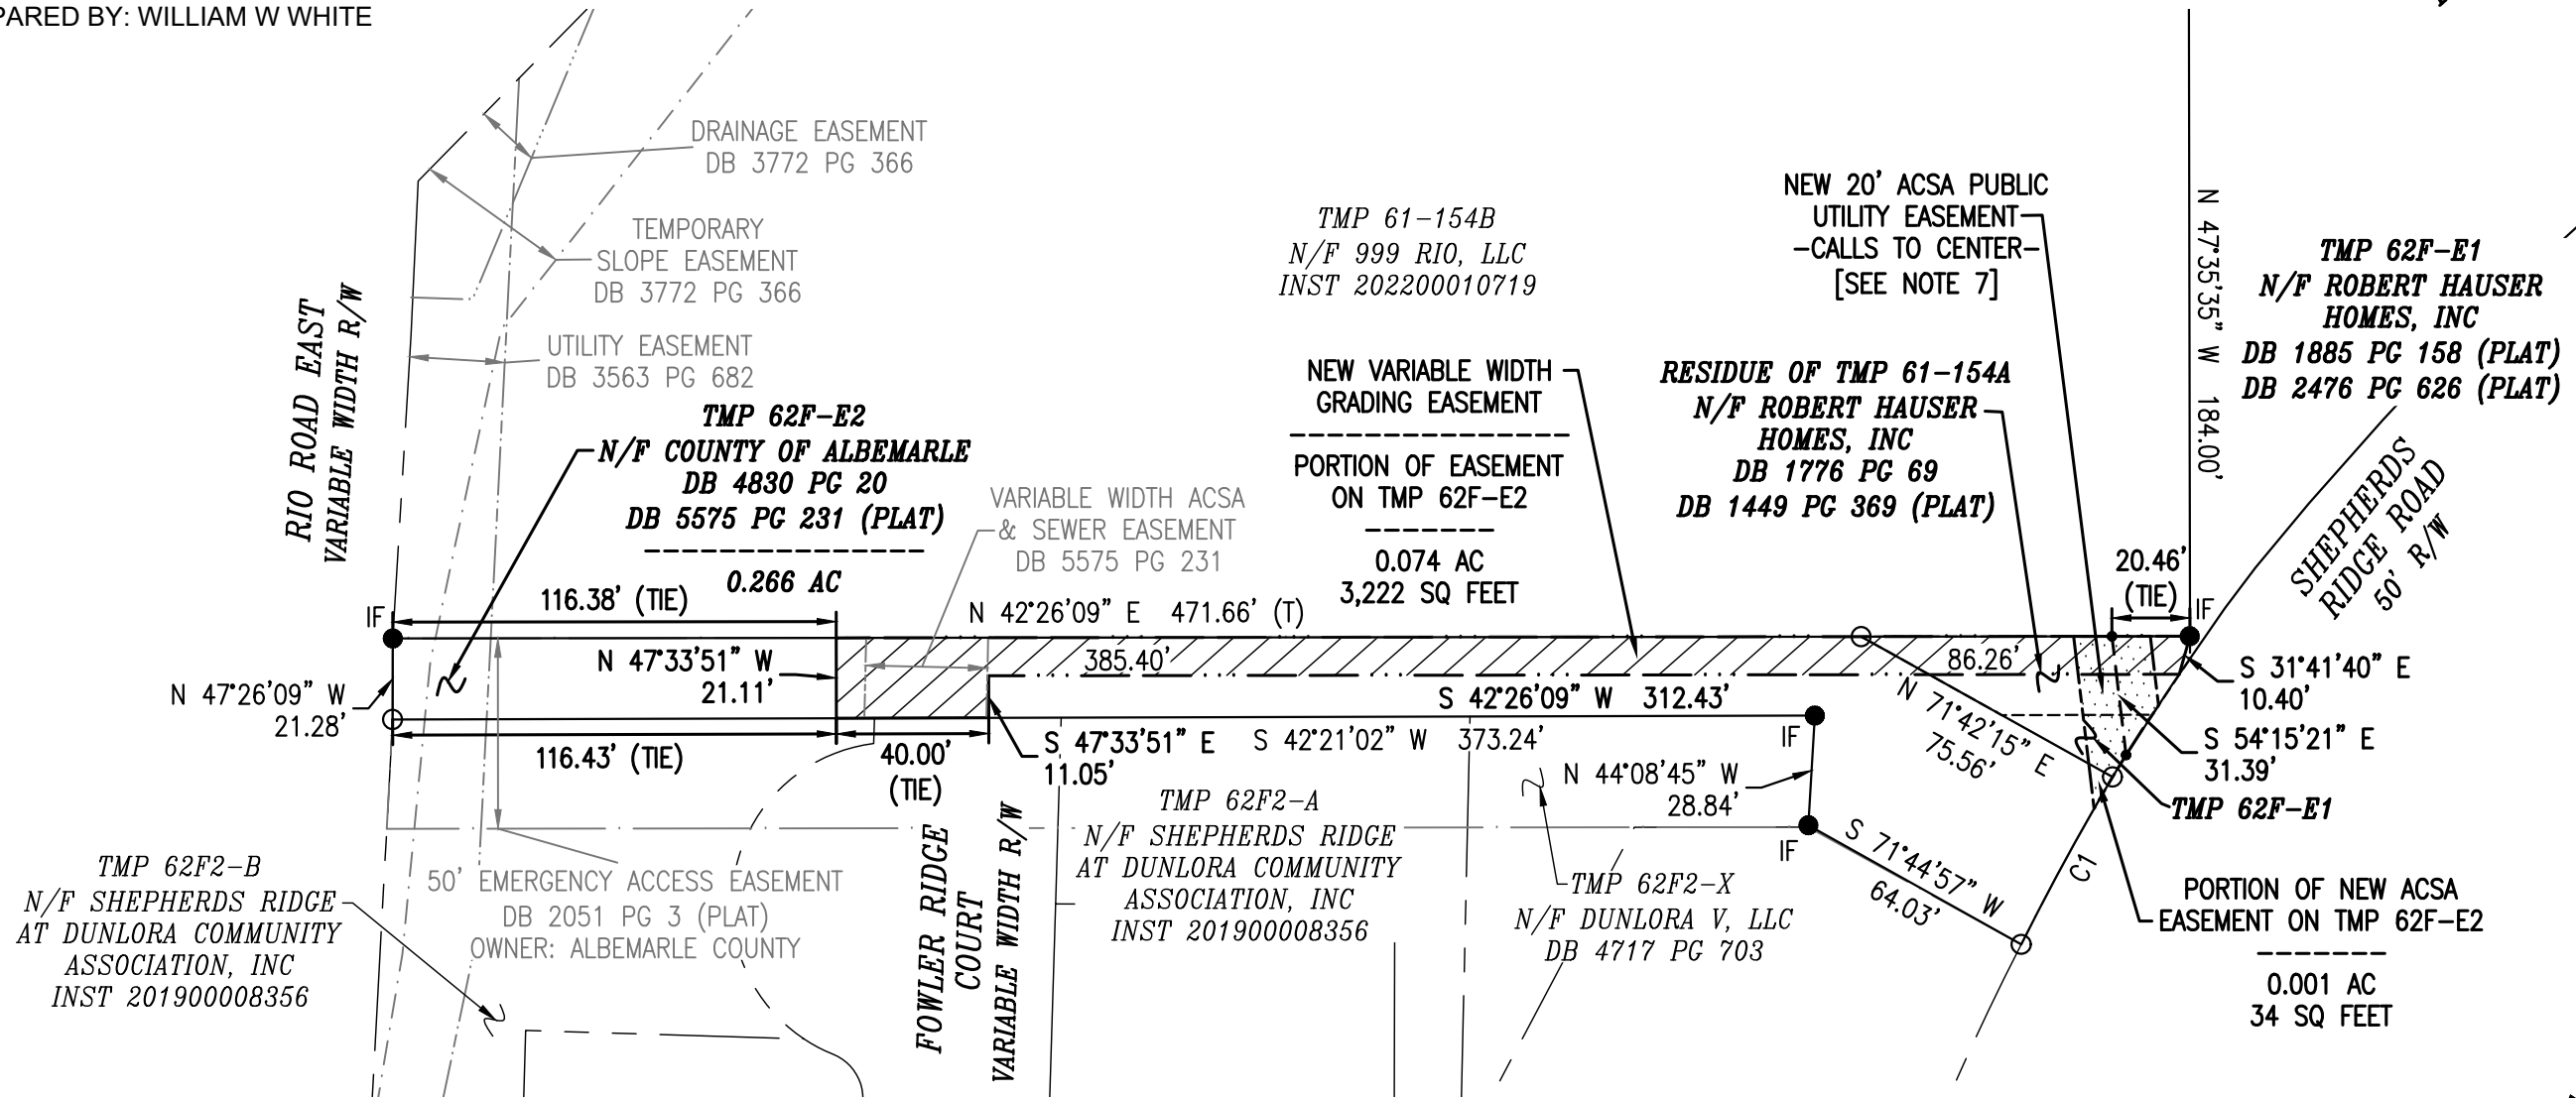 PARED BY: WILLIAM W WHITE
DRAINAGE EASEMENT
DB 3772 PG 366
TEMPORARY
SLOPE EASEMENT
DB 3772 PG 366
UTILITY EASEMENT
DB 3563 PG 682
RIO ROAD EAST
VARIABLE WIDTH R/W
TMP 62F-E2
N/F COUNTY OF ALBEMARLE
DB 4830 PG 20
DB 5575 PG 231 (PLAT)
0.266 AC
VARIABLE WIDTH ACSA
& SEWER EASEMENT
DB 5575 PG 231
TMP 61-154B
N/F 999 RIO, LLC
INST 202200010719
NEW VARIABLE WIDTH
GRADING EASEMENT
PORTION OF EASEMENT
ON TMP 62F-E2
0.074 AC
3,222 SQ FEET
NEW 20' ACSA PUBLIC
UTILITY EASEMENT
-CALLS TO CENTER-
[SEE NOTE 7]
RESIDUE OF TMP 61-154A
N/F ROBERT HAUSER
HOMES, INC
DB 1776 PG 69
DB 1449 PG 369 (PLAT)
N 47°35'35" W 184.00'
TMP 62F-E1
N/F ROBERT HAUSER
HOMES, INC
DB 1885 PG 158 (PLAT)
DB 2476 PG 626 (PLAT)
SHEPHERDS
RIDGE ROAD
50' R/W
20.46'
(TIE)
IF
IF
116.38' (TIE)
N 42°26'09" E 471.66' (T)
N 47°33'51" W
21.11'
385.40'
86.26'
N 47°26'09" W
21.28'
S 42°26'09" W 312.43'
S 31°41'40" E
10.40'
N 71°42'15" E
75.56'
S 54°15'21" E
31.39'
TMP 62F-E1
116.43' (TIE)
40.00'
(TIE)
S 47°33'51" E
11.05'
S 42°21'02" W 373.24'
IF
N 44°08'45" W
28.84'
IF
S 71°44'57" W
64.03'
C1
TMP 62F2-B
N/F SHEPHERDS RIDGE
AT DUNLORA COMMUNITY
ASSOCIATION, INC
INST 201900008356
50' EMERGENCY ACCESS EASEMENT
DB 2051 PG 3 (PLAT)
OWNER: ALBEMARLE COUNTY
FOWLER RIDGE
COURT
VARIABLE WIDTH R/W
TMP 62F2-A
N/F SHEPHERDS RIDGE
AT DUNLORA COMMUNITY
ASSOCIATION, INC
INST 201900008356
TMP 62F2-X
N/F DUNLORA V, LLC
DB 4717 PG 703
PORTION OF NEW ACSA
EASEMENT ON TMP 62F-E2
0.001 AC
34 SQ FEET